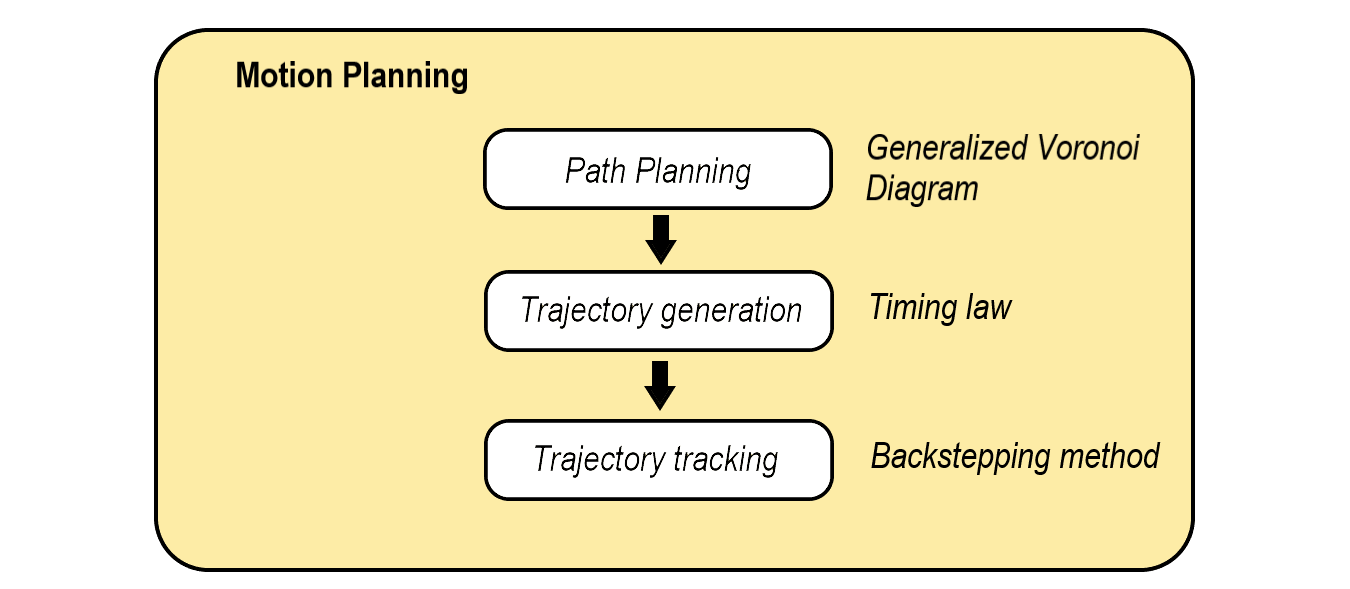 Motion Planning
Path Planning
Generalized Voronoi
Diagram
Trajectory generation
Timing law
Trajectory tracking
Backstepping method